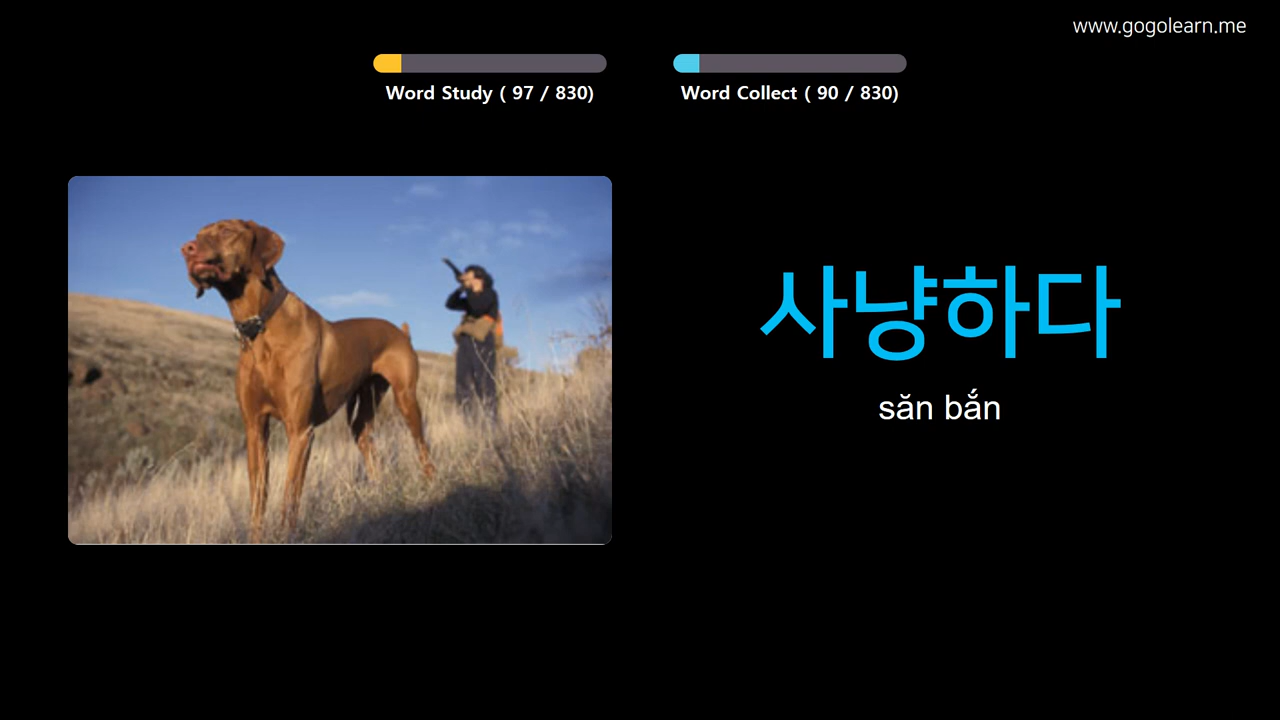 www.gogolearn.me
Word Study ( 97 / 830)
Word Collect ( 90 / 830)
사냥하다
săn bắn